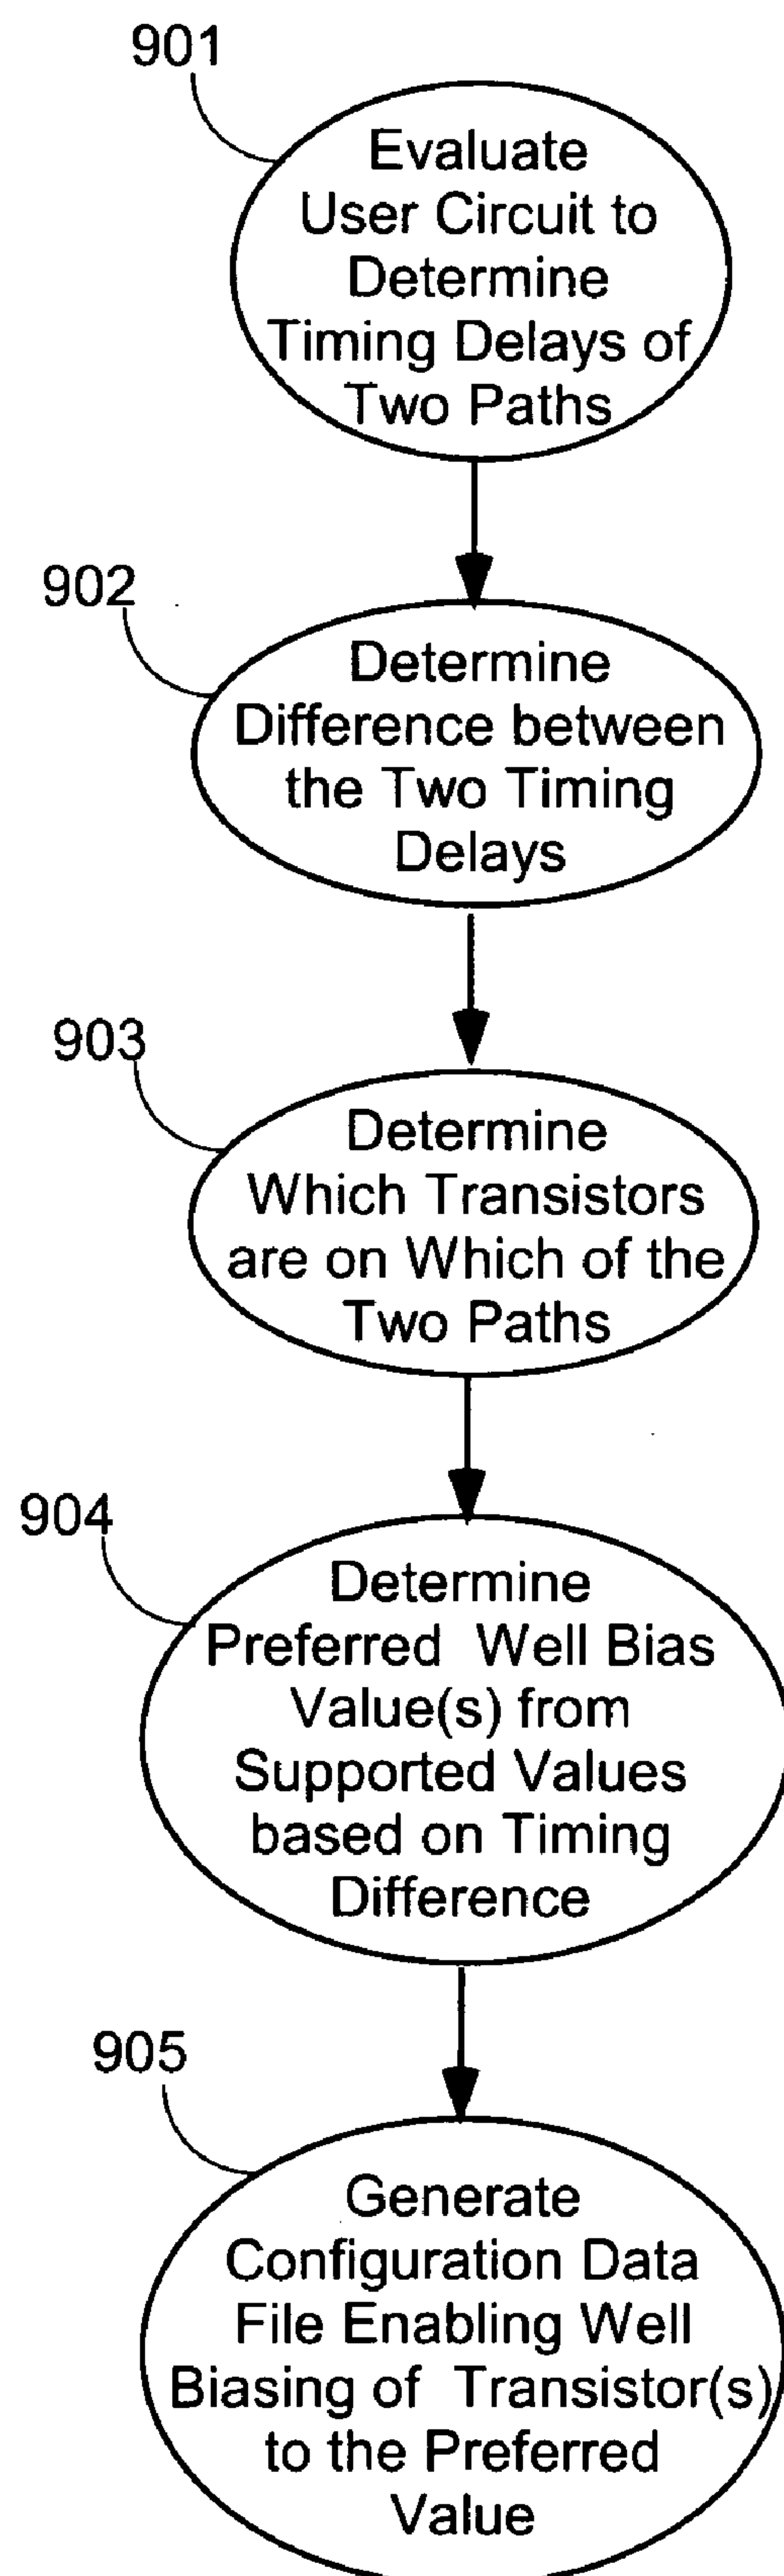 901
Evaluate
User Circuit to
Determine
Timing Delays of
Two Paths
902
Determine
Difference between
the Two Timing
Delays
903
Determine
Which Transistors
are on Which of the
Two Paths
904
Determine
Preferred Well Bias
Value(s) from
Supported Values
based on Timing
Difference
905
Generate
Configuration Data
File Enabling Well
Biasing of Transistor(s)
to the Preferred
Value